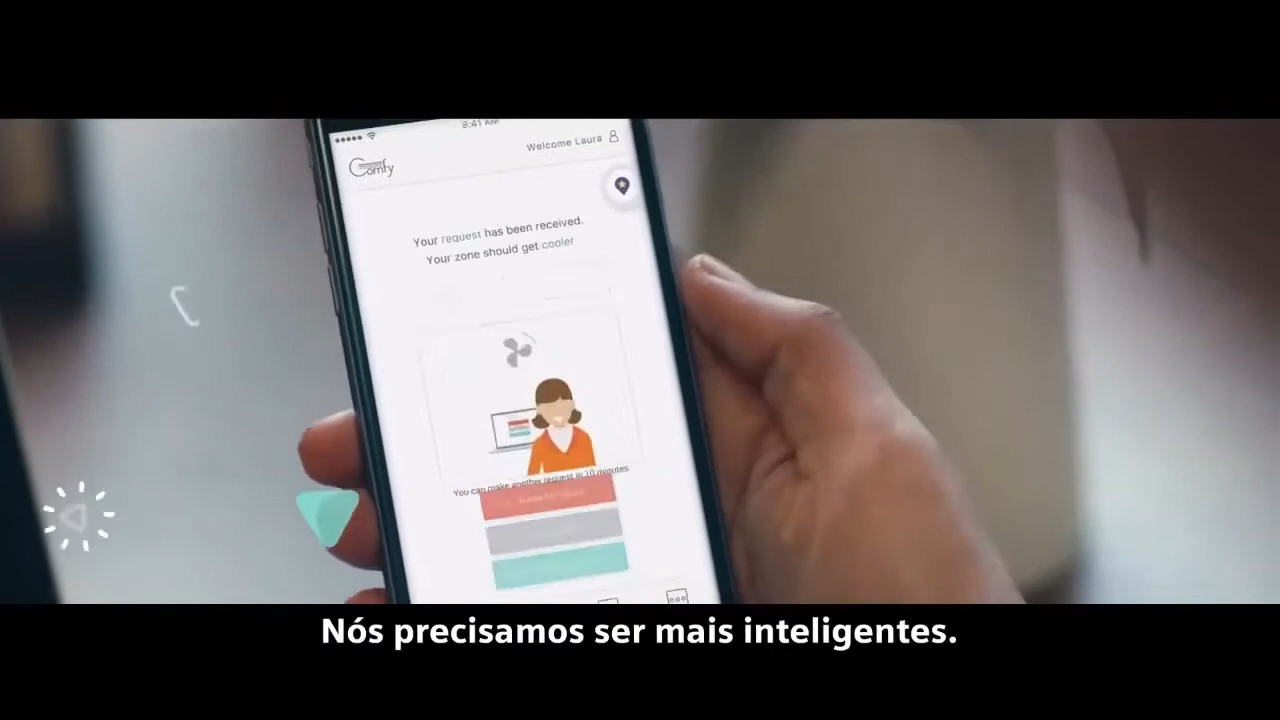 8:41 AM
Welcome Laura
Comfy
Your request has been received.
Your zone should get cooler
You can make another request in 10 minutes
Nós precisamos ser mais inteligentes.